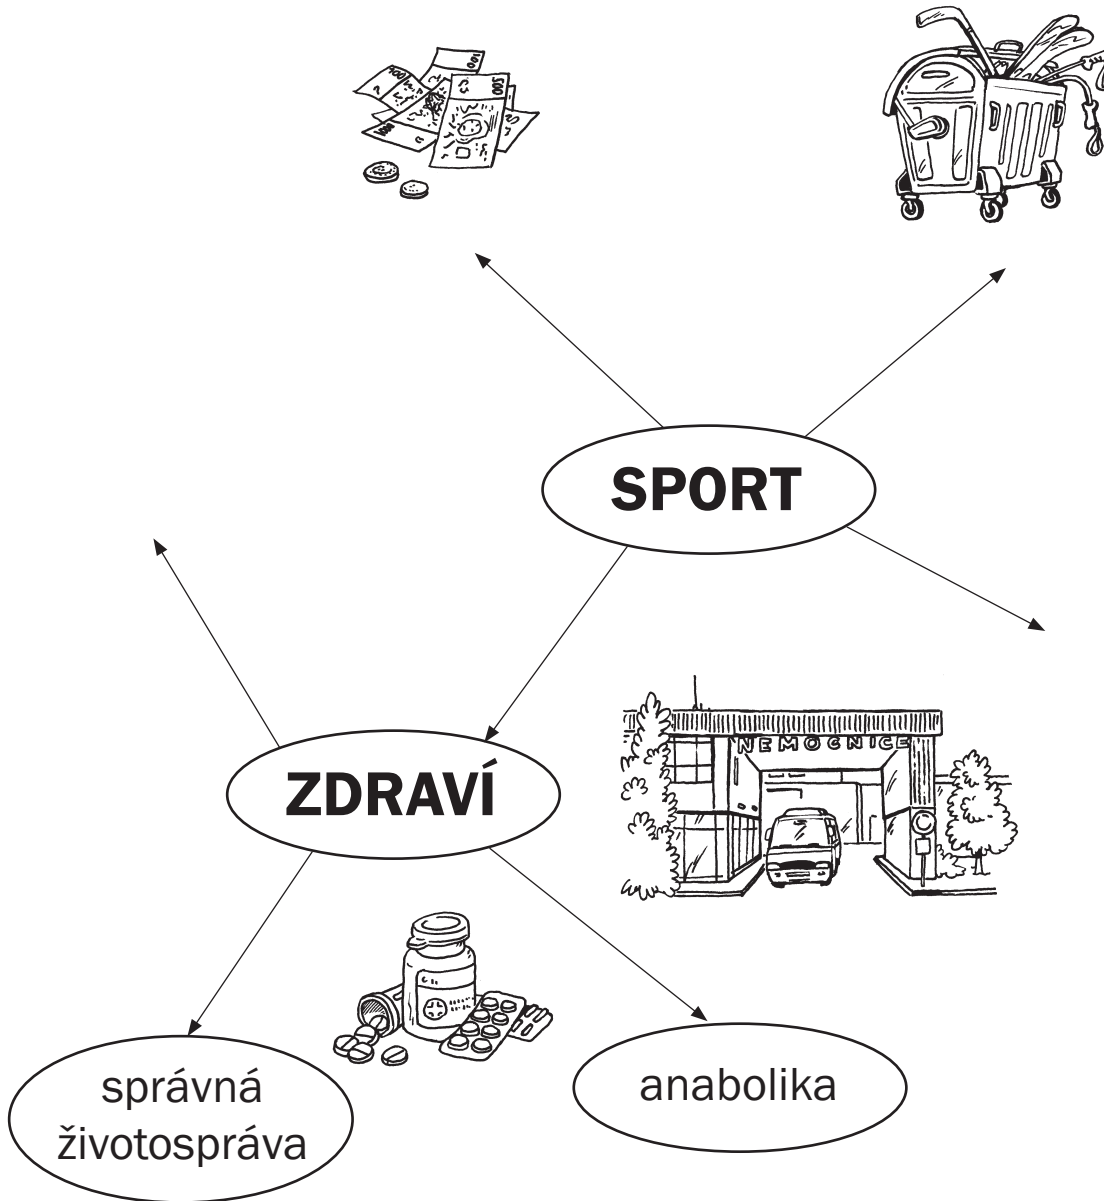 SPORT
NEMOCNICE
ZDRAVÍ
správná
životospráva
anabolika